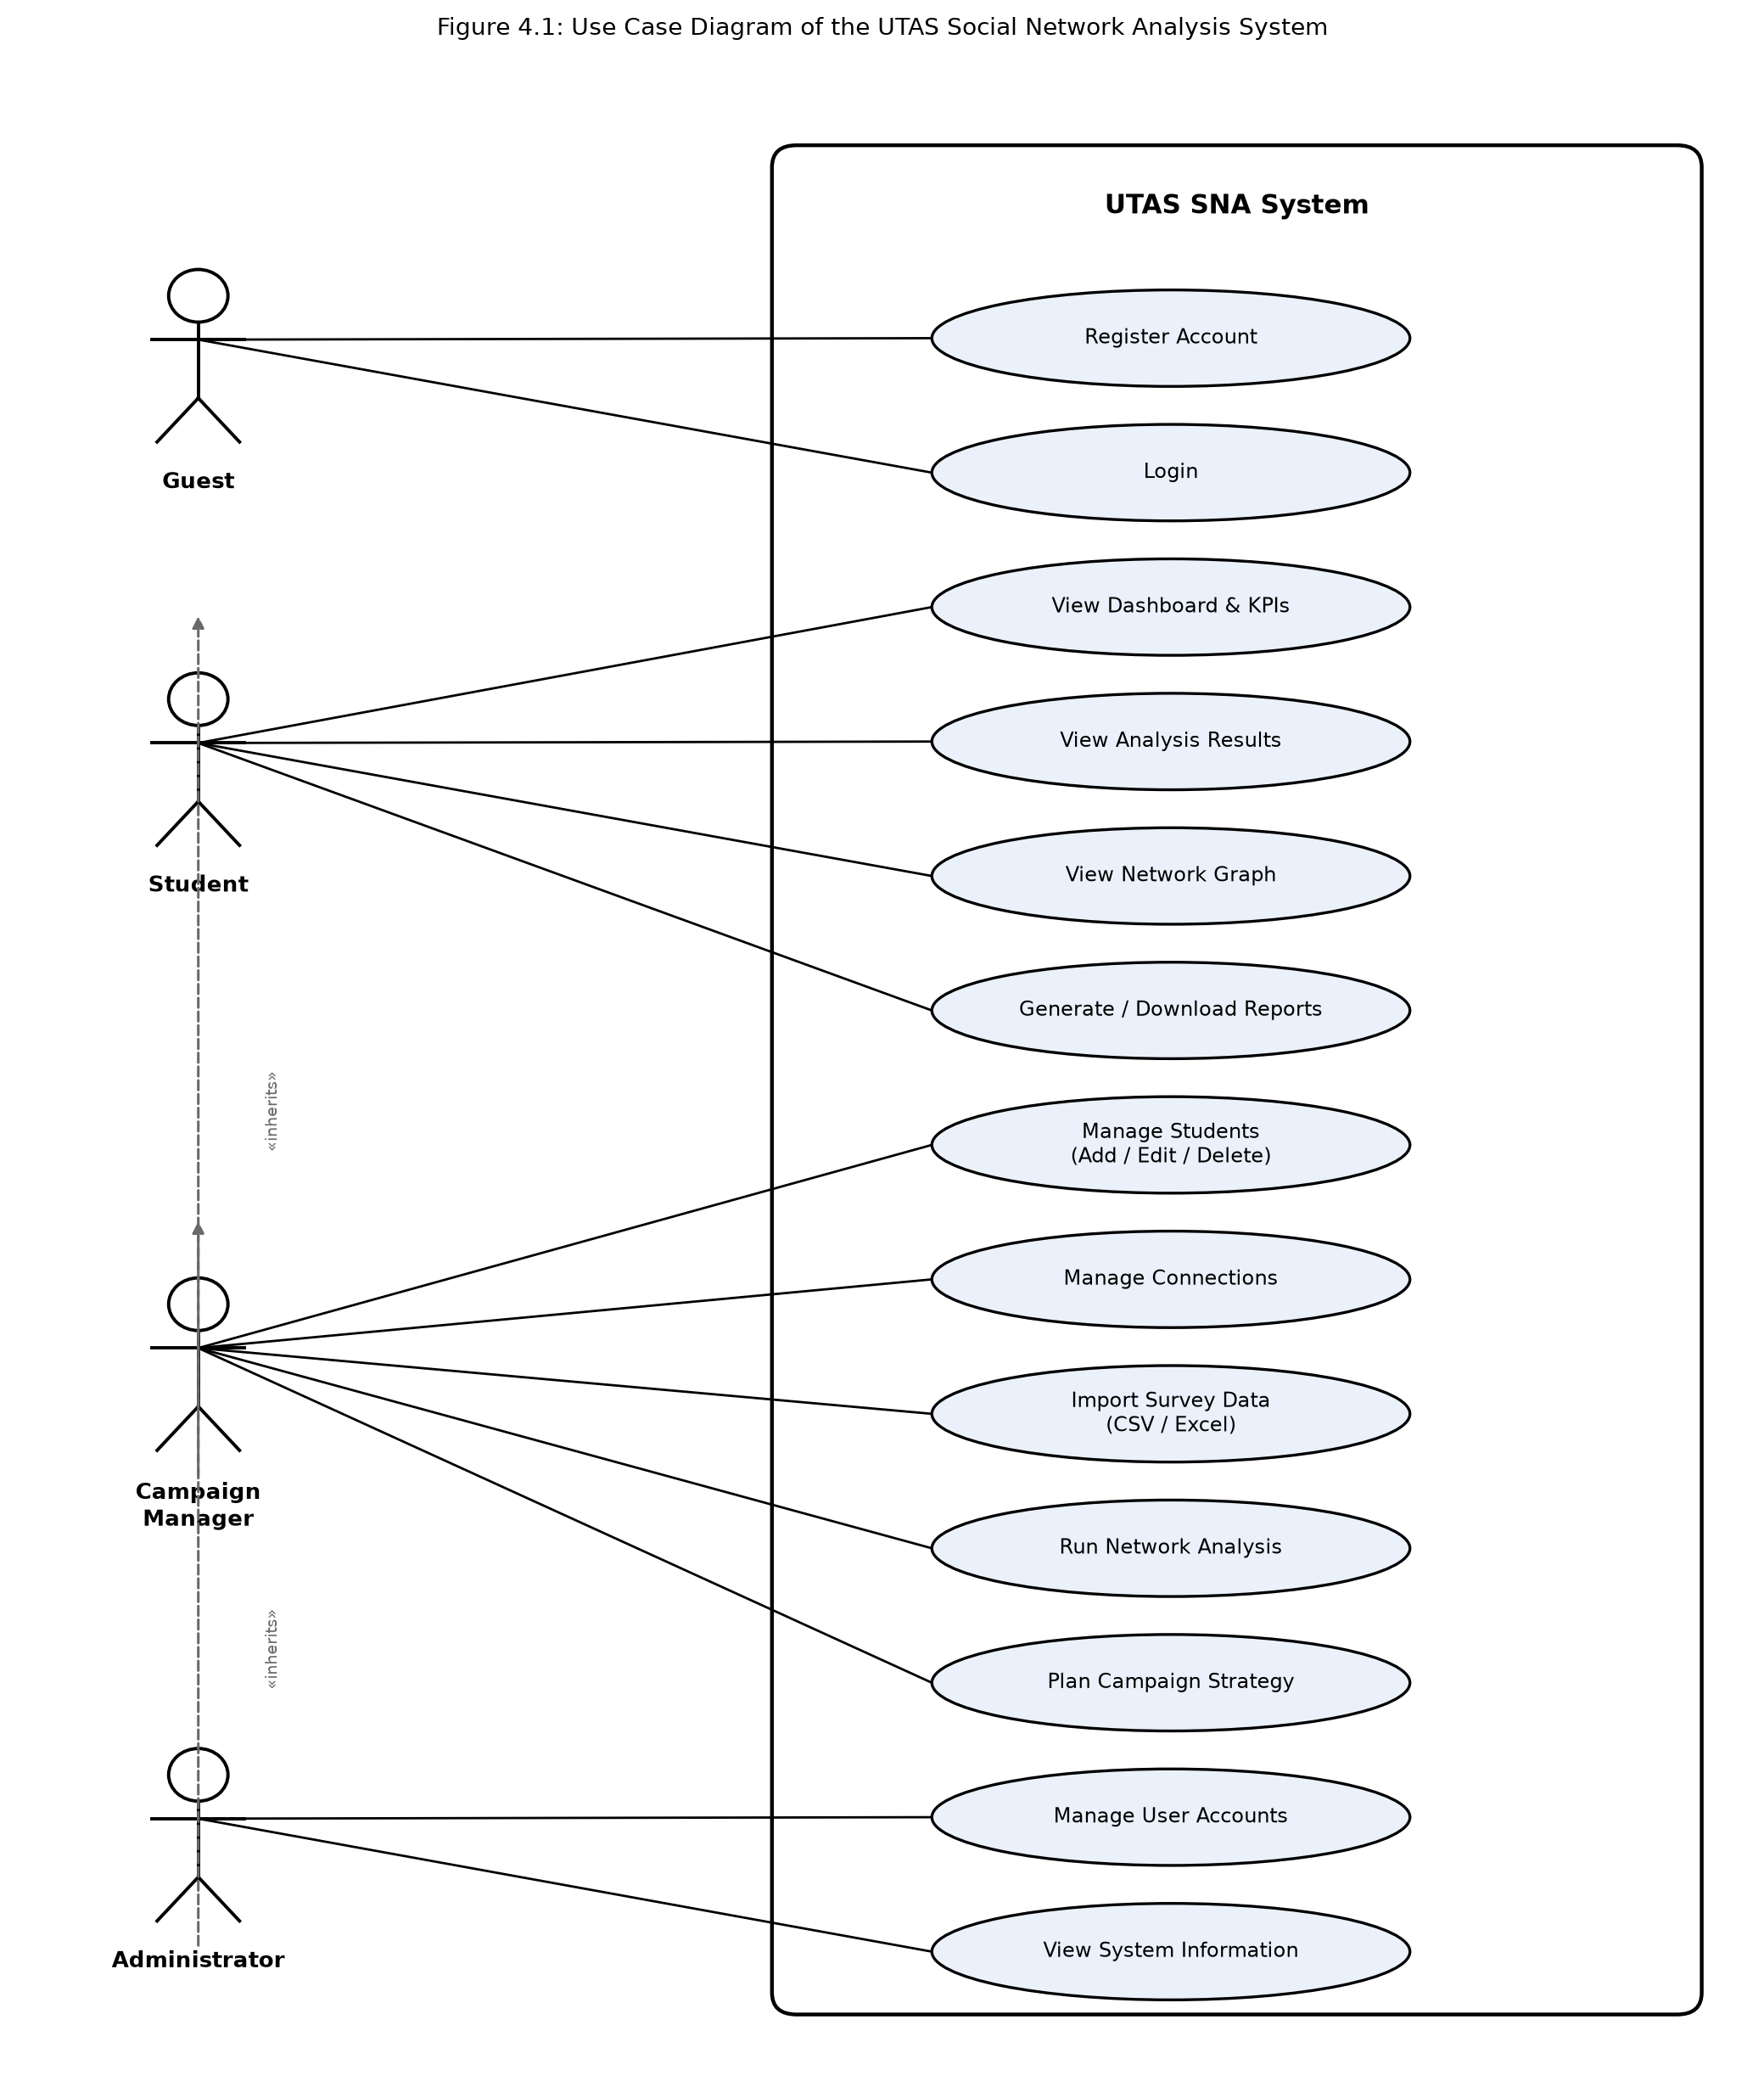 Figure 4.1: Use Case Diagram of the UTAS Social Network Analysis System
UTAS SNA System
Register Account
Login
Guest
View Dashboard & KPIs
View Analysis Results
View Network Graph
Student
Generate / Download Reports
«inherits»
Manage Students
(Add / Edit / Delete)
Manage Connections
Import Survey Data
(CSV / Excel)
Campaign
Manager
Run Network Analysis
«inherits»
Plan Campaign Strategy
Manage User Accounts
View System Information
Administrator